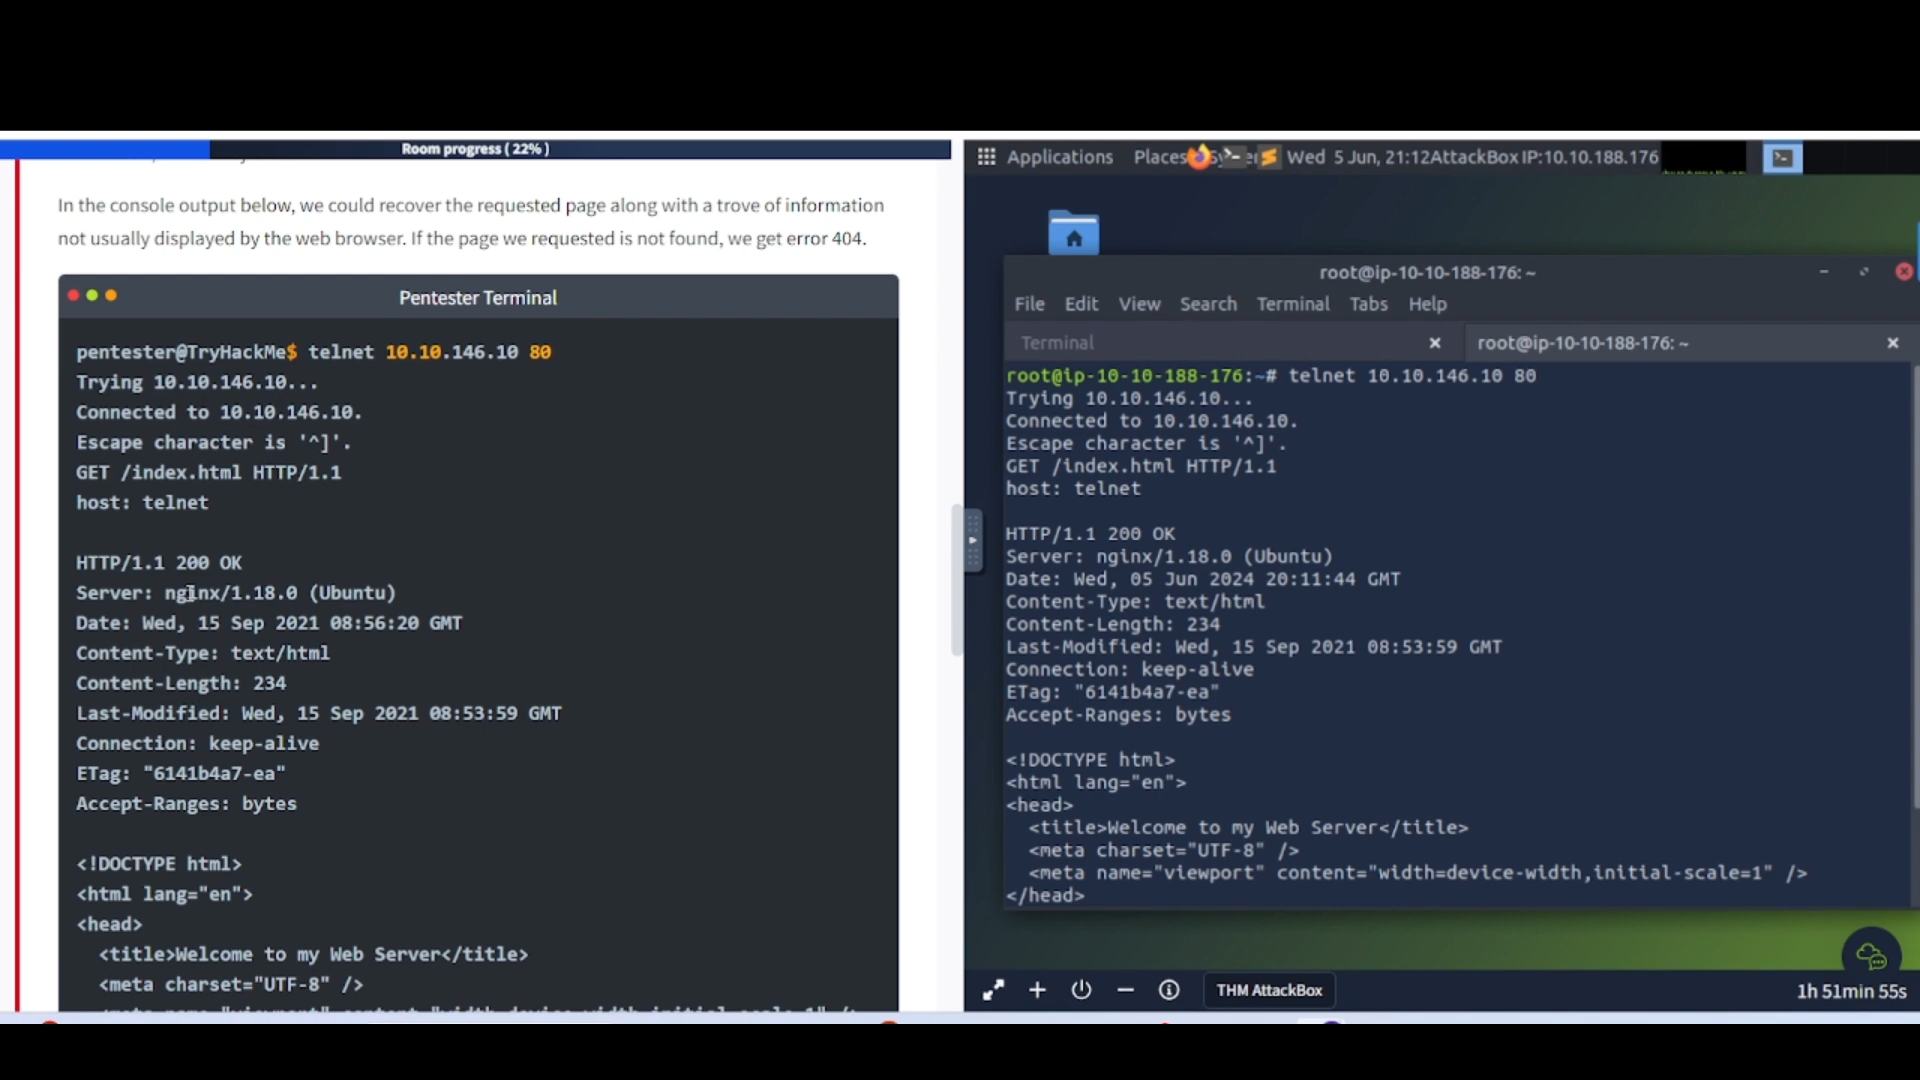 Room progress ( 22% )
In the console output below, we could recover the requested page along with a trove of information
not usually displayed by the web browser. If the page we requested is not found, we get error 404.
Pentester Terminal
pentester@TryHackMe$ telnet 10.10.146.10 80
Trying 10.10.146.10...
Connected to 10.10.146.10.
Escape character is '^]'.
GET /index.html HTTP/1.1
host: telnet
HTTP/1.1 200 OK
Server: nginx/1.18.0 (Ubuntu)
Date: Wed, 15 Sep 2021 08:56:20 GMT
Content-Type: text/html
Content-Length: 234
Last-Modified: Wed, 15 Sep 2021 08:53:59 GMT
Connection: keep-alive
ETag: "6141b4a7-ea"
Accept-Ranges: bytes
<!DOCTYPE html>
<html lang="en">
<head>
<title>Welcome to my Web Server</title>
<meta charset="UTF-8" />
Applications Places Wed 5 Jun, 21:12 AttackBox IP:10.10.188.176
root@ip-10-10-188-176: ~
File Edit View Search Terminal Tabs Help
Terminal
root@ip-10-10-188-176: ~
root@ip-10-10-188-176:~# telnet 10.10.146.10 80
Trying 10.10.146.10...
Connected to 10.10.146.10.
Escape character is '^]'.
GET /index.html HTTP/1.1
host: telnet
HTTP/1.1 200 OK
Server: nginx/1.18.0 (Ubuntu)
Date: Wed, 05 Jun 2024 20:11:44 GMT
Content-Type: text/html
Content-Length: 234
Last-Modified: Wed, 15 Sep 2021 08:53:59 GMT
Connection: keep-alive
ETag: "6141b4a7-ea"
Accept-Ranges: bytes
<!DOCTYPE html>
<html lang="en">
<head>
<title>Welcome to my Web Server</title>
<meta charset="UTF-8" />
<meta name="viewport" content="width=device-width,initial-scale=1" />
</head>
THM AttackBox
1h 51min 55s